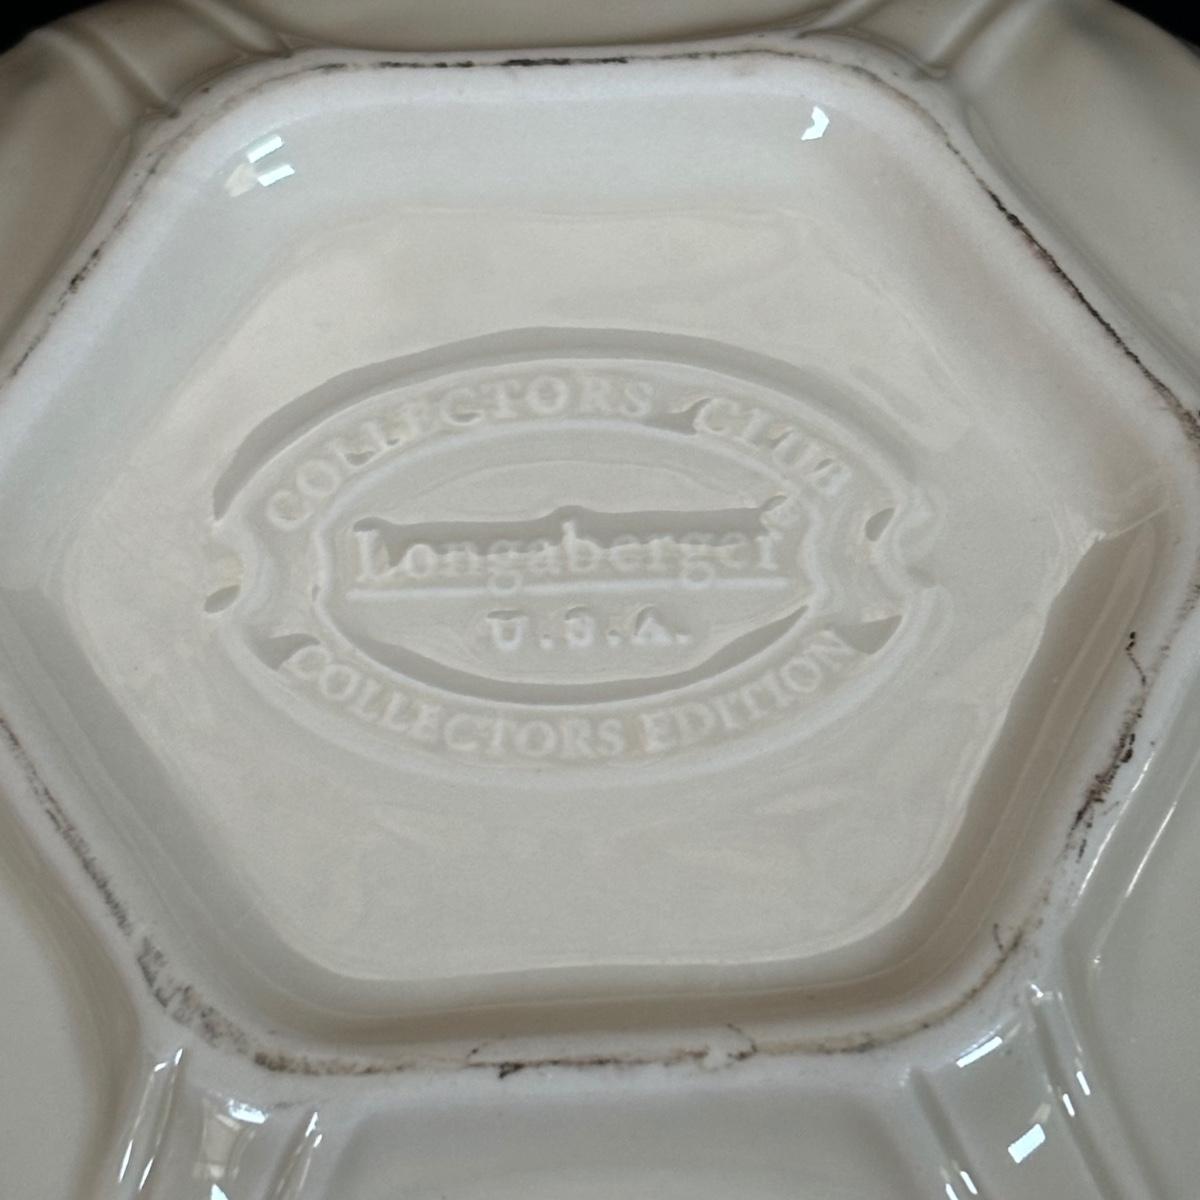 COLLECTORS CLUB
Longaberger
U.S.A.
COLLECTORS EDITION